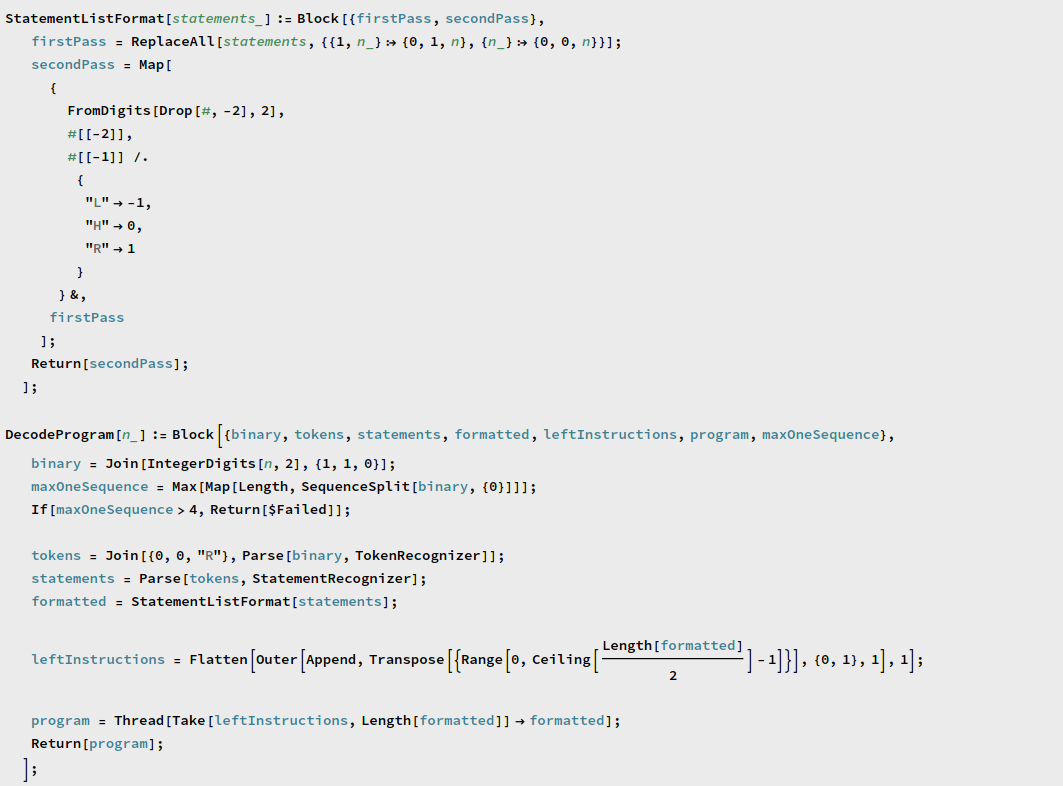 StatementListFormat[statements_] := Block[{firstPass, secondPass},
firstPass = ReplaceAll[statements, {{1, n_} :→ {0, 1, n}, {n_} :→ {0, 0, n}}];
secondPass = Map[
{
FromDigits[Drop[#, -2], 2],
#[[-2]],
#[[-1]] /.
{
"L" → -1,
"H" → 0,
"R" → 1
}
} &,
firstPass
];
Return[secondPass];
];
DecodeProgram[n_] := Block[{binary, tokens, statements, formatted, leftInstructions, program, maxOneSequence},
binary = Join[IntegerDigits[n, 2], {1, 1, 0}];
maxOneSequence = Max[Map[Length, SequenceSplit[binary, {0}]]];
If[maxOneSequence > 4, Return[$Failed]];
tokens = Join[{0, 0, "R"}, Parse[binary, TokenRecognizer]];
statements = Parse[tokens, StatementRecognizer];
formatted = StatementListFormat[statements];
leftInstructions = Flatten[Outer[Append, Transpose[{Range[0, Ceiling[Length[formatted]/2] - 1]}], {0, 1}, 1], 1];
program = Thread[Take[leftInstructions, Length[formatted]] → formatted];
Return[program];
];